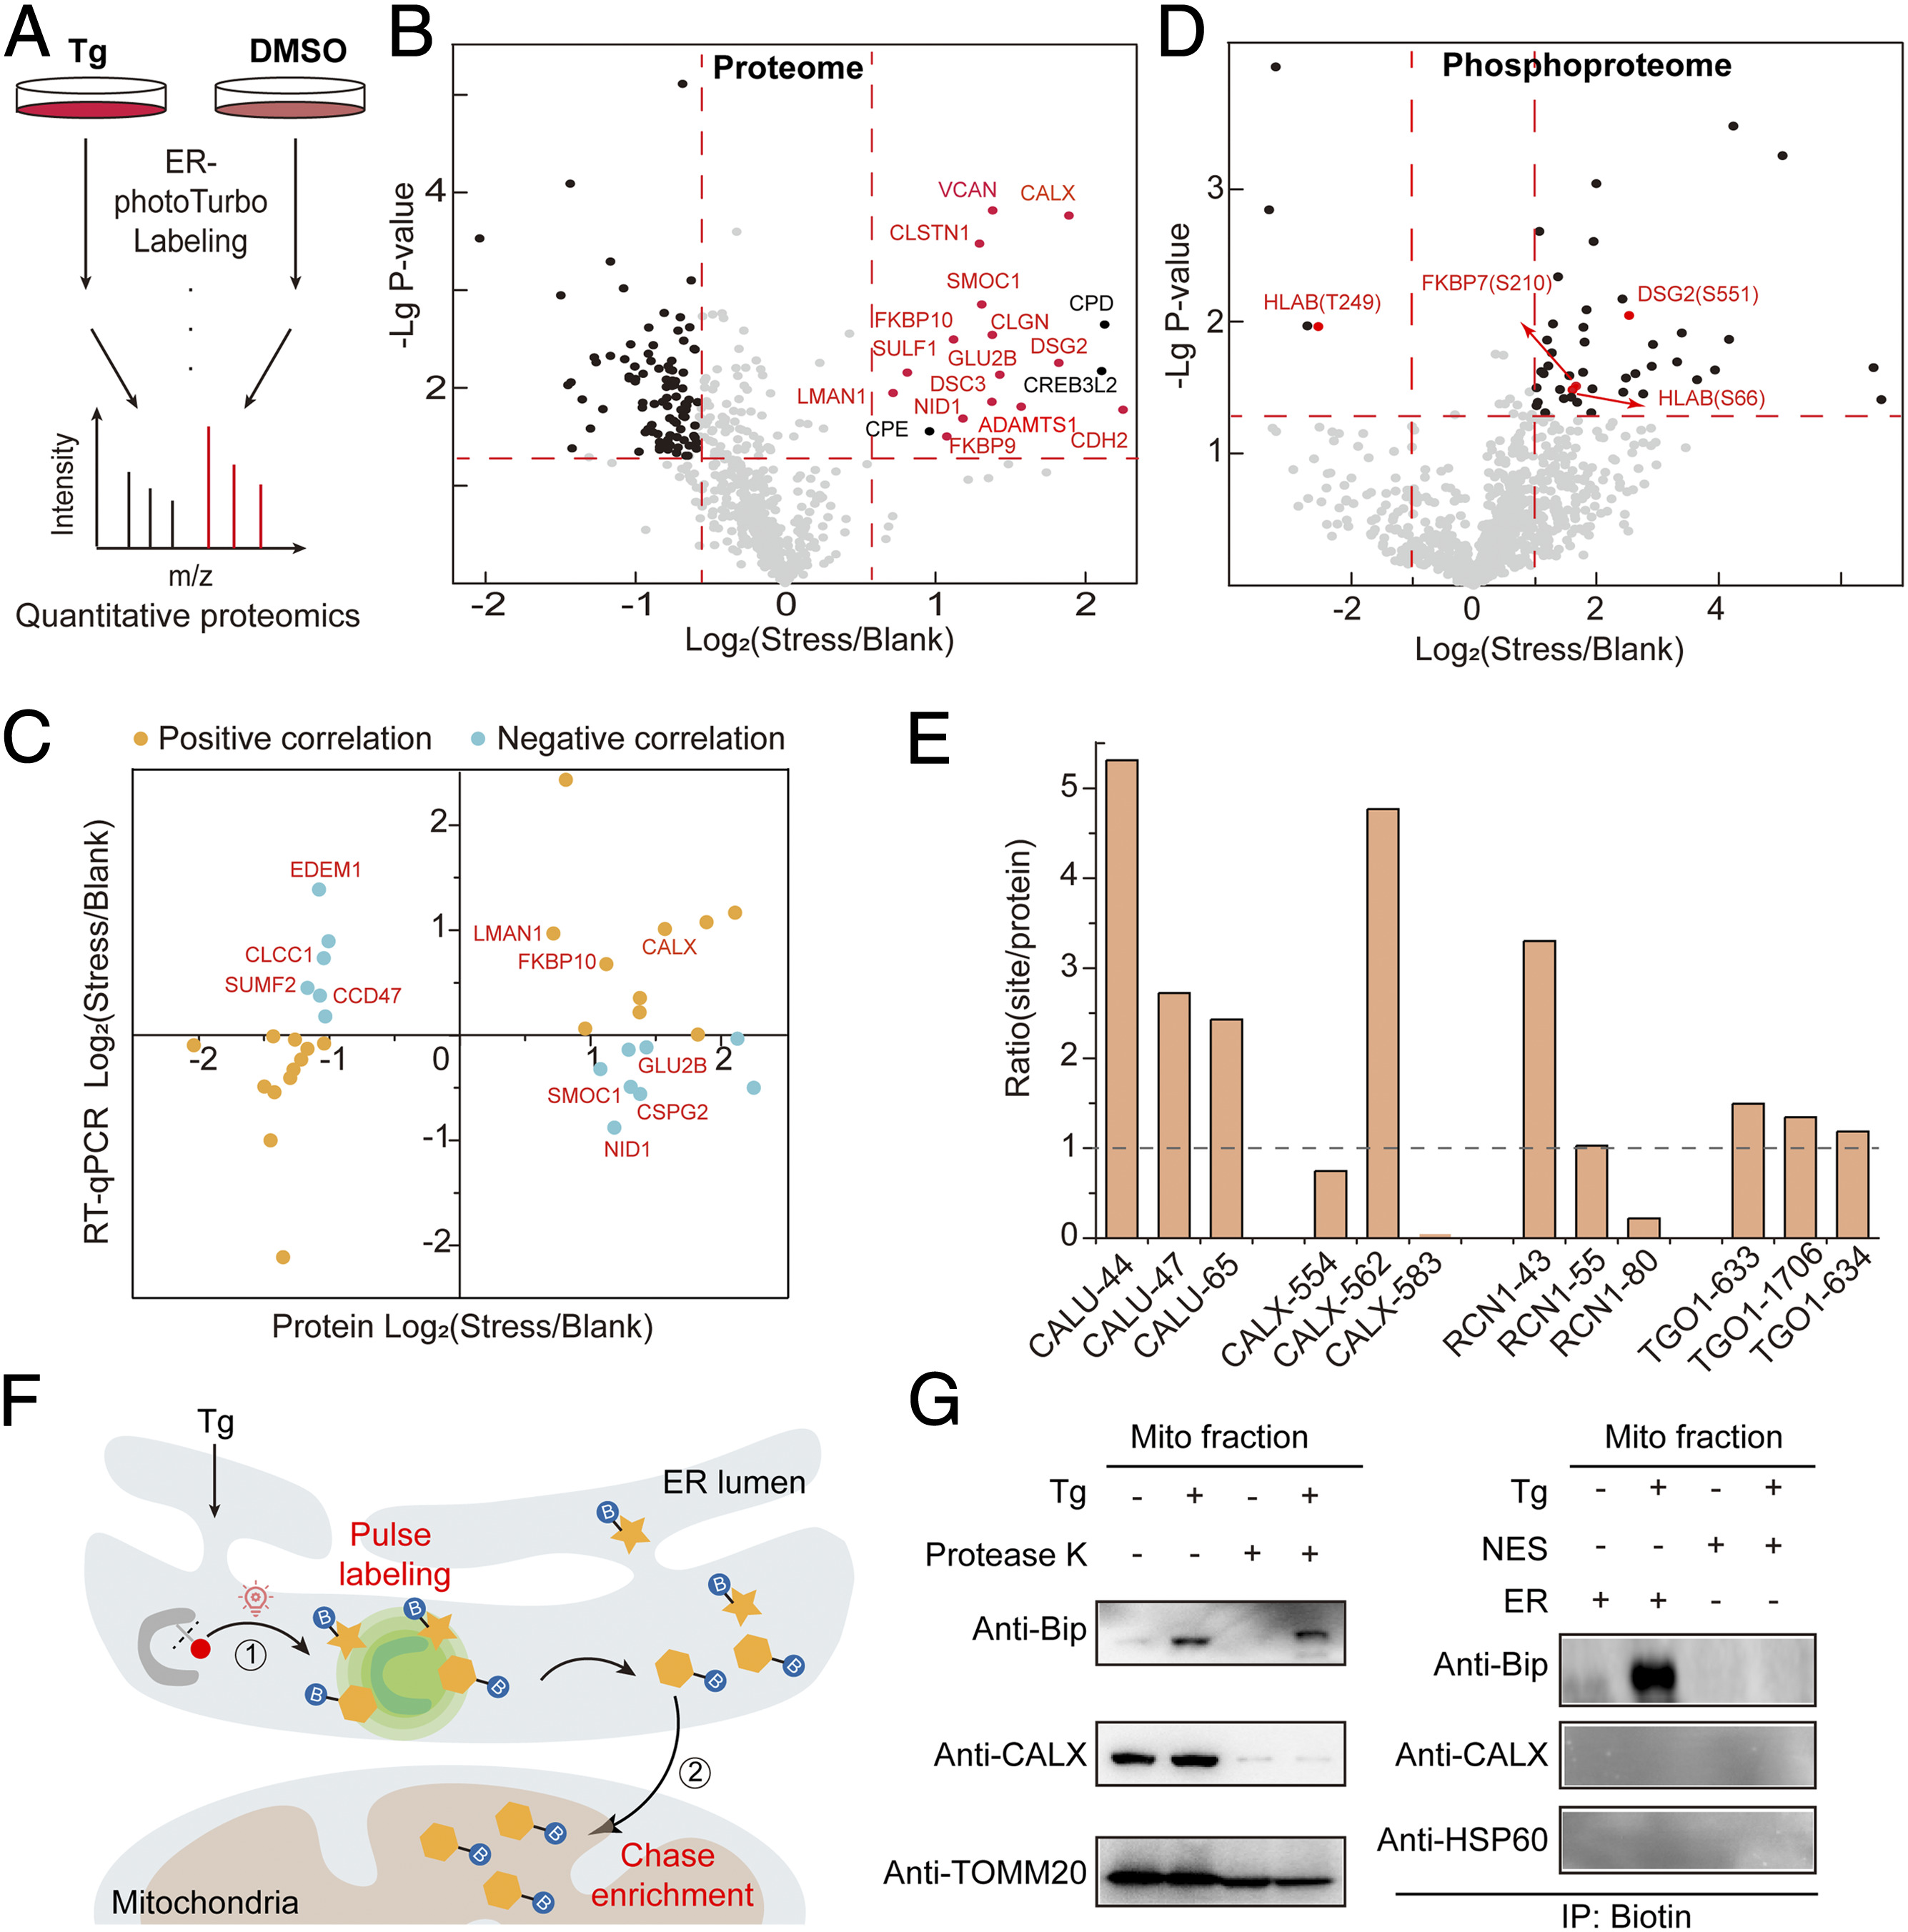 A
Tg
DMSO
ER-
photoTurbo
Labeling
Intensity
m/z
Quantitative proteomics
B
Proteome
-Lg P-value
4
2
VCAN
CALX
CLSTN1
SMOC1
CPD
FKBP10
CLGN
SULF1
GLU2B
DSG2
DSC3
CREB3L2
LMAN1
NID1
ADAMTS1
CPE
FKBP9
CDH2
-2
-1
0
1
2
Log₂(Stress/Blank)
D
Phosphoproteome
-Lg P-value
3
2
1
FKBP7(S210)
HLAB(T249)
DSG2(S551)
HLAB(S66)
-2
0
2
4
Log₂(Stress/Blank)
C
Positive correlation
Negative correlation
RT-qPCR Log₂(Stress/Blank)
2
1
0
-1
-2
EDEM1
CLCC1
SUMF2
CCD47
LMAN1
FKBP10
CALX
-2
-1
1
2
GLU2B
SMOC1
CSPG2
NID1
Protein Log₂(Stress/Blank)
E
Ratio(site/protein)
5
4
3
2
1
0
CALU-44
CALU-47
CALU-65
CALX-554
CALX-562
CALX-583
RCN1-43
RCN1-55
RCN1-80
TGO1-633
TGO1-1706
TGO1-634
F
Tg
ER lumen
Pulse
labeling
B
B
B
B
B
B
B
B
①
②
B
B
B
Chase
enrichment
Mitochondria
G
Mito fraction
Tg - + - +
Protease K - - + +
Anti-Bip
Anti-CALX
Anti-TOMM20
Mito fraction
Tg - + - +
NES - - + +
ER + + - -
Anti-Bip
Anti-CALX
Anti-HSP60
IP: Biotin